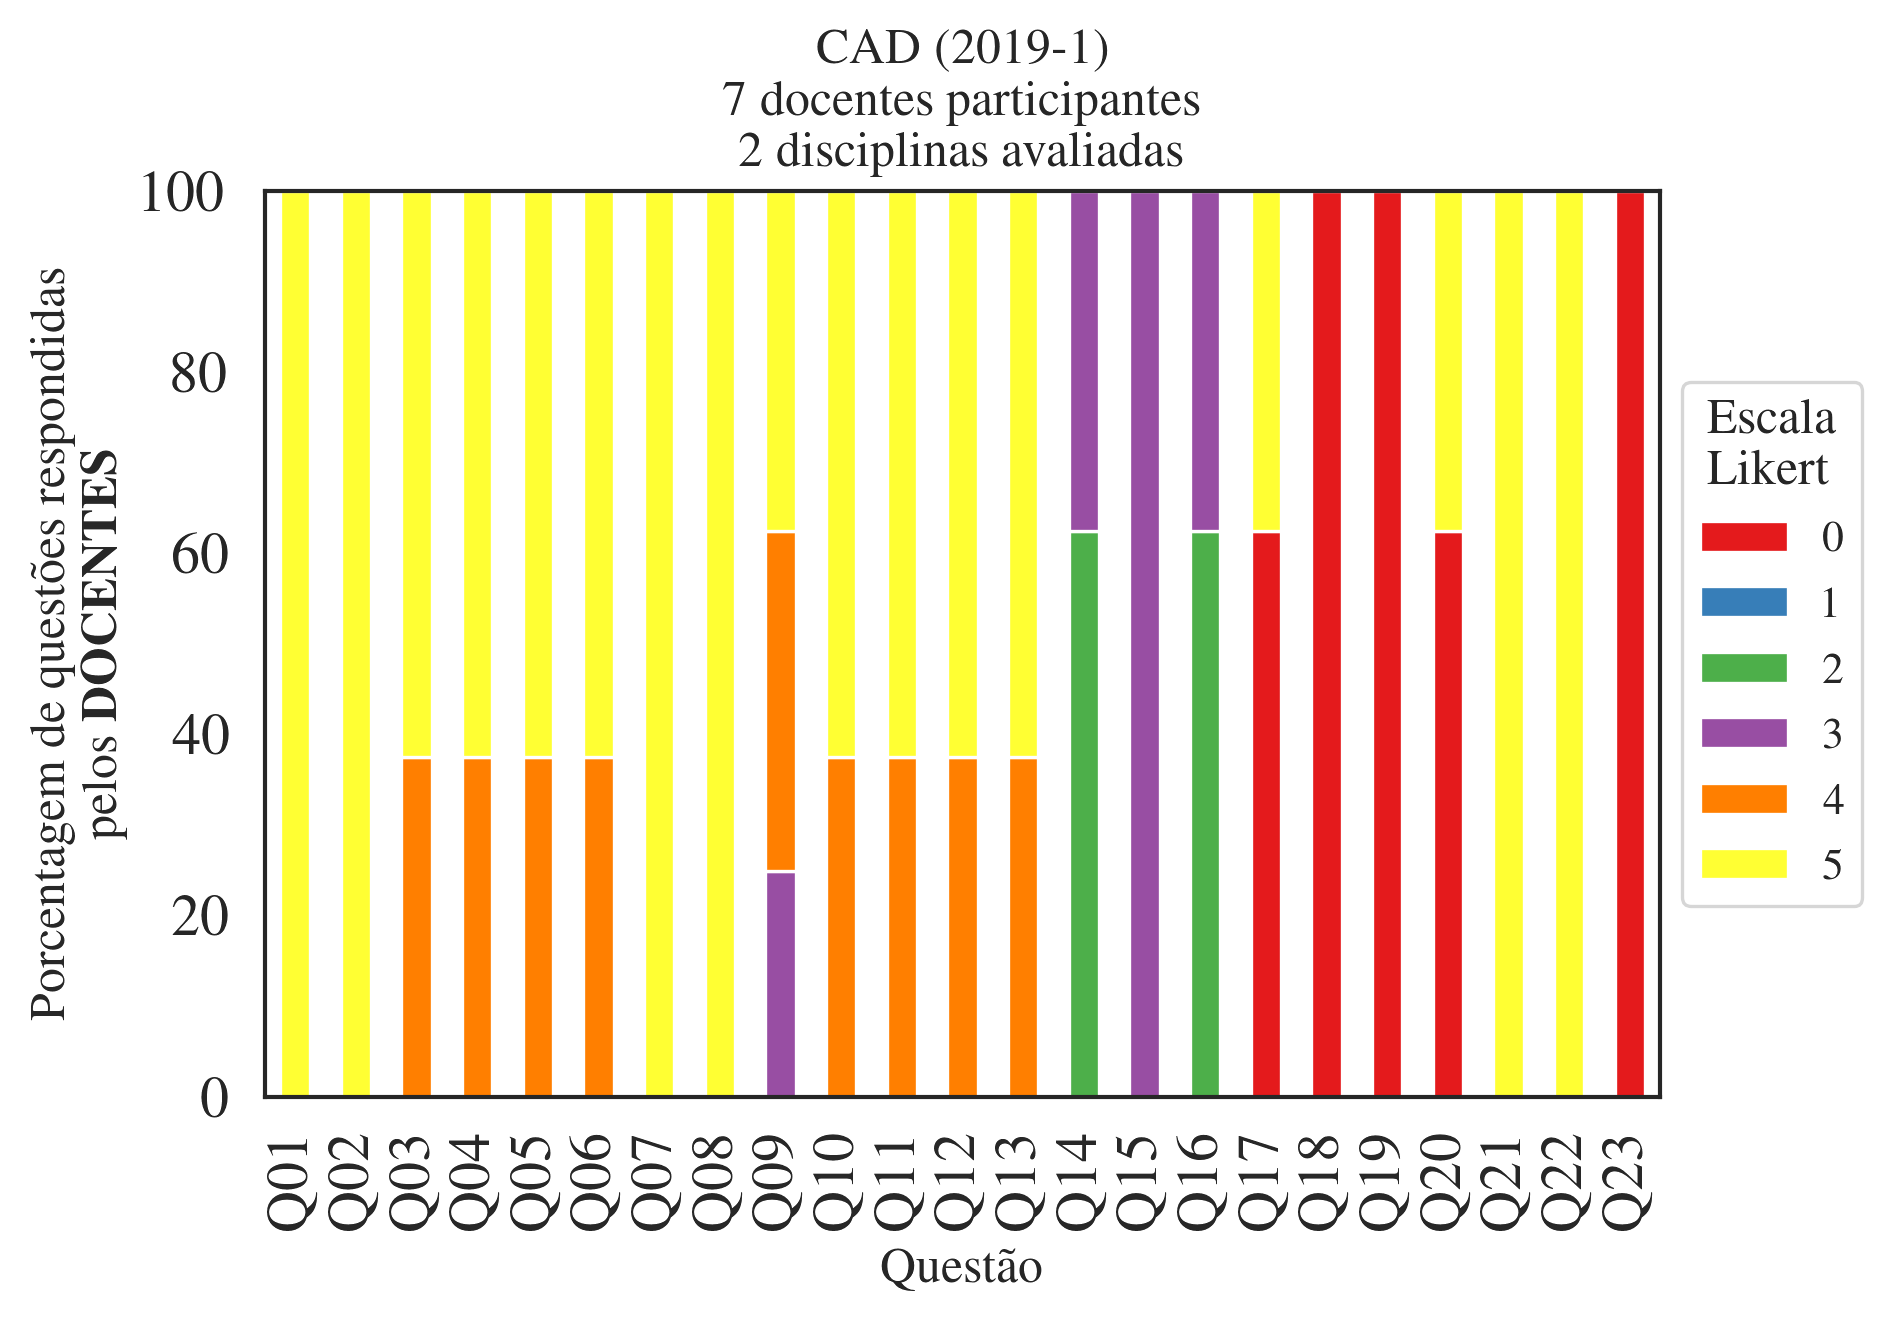 CAD (2019-1)
7 docentes participantes
2 disciplinas avaliadas
Porcentagem de questões respondidas
pelos DOCENTES
100
80
60
40
20
0
Q01
Q02
Q03
Q04
Q05
Q06
Q07
Q08
Q09
Q10
Q11
Q12
Q13
Q14
Q15
Q16
Q17
Q18
Q19
Q20
Q21
Q22
Q23
Questão
Escala
Likert
0
1
2
3
4
5